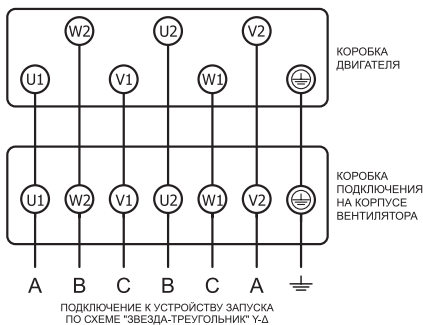 W2 U2 V2
U1 V1 W1
КОРОБКА
ДВИГАТЕЛЯ
U1 W2 V1 U2 W1 V2
КОРОБКА
ПОДКЛЮЧЕНИЯ
НА КОРПУСЕ
ВЕНТИЛЯТОРА
A B C B C A
ПОДКЛЮЧЕНИЕ К УСТРОЙСТВУ ЗАПУСКА
ПО СХЕМЕ "ЗВЕЗДА-ТРЕУГОЛЬНИК" Y-Δ